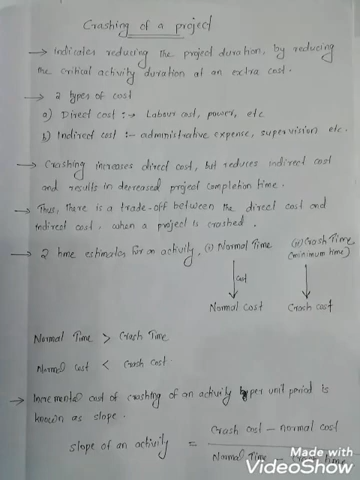 Crashing of a project
→ Indicates reducing the project duration, by reducing
the critical activity duration at an extra cost.
→ 2 types of cost
a) Direct cost :→ Labour cost, power, etc
b) Indirect cost :- administrative expense, supervisions etc.
→ Crashing increases direct cost, but reduces indirect cost
and results in decreased project completion time.
→ Thus, there is a trade-off between the direct cost and
indirect cost, when a project is crashed.
→ 2 time estimates for an activity, (i) Normal Time (ii) Crash Time
(minimum time)
cost
Normal cost Crash cost
Normal Time > Crash Time
Normal cost < Crash cost.
→ Incremental cost of crashing of an activity per unit period is
known as slope.
Slope of an activity = Crash cost - normal cost
Normal Time - Crash time
Made with
VideoShow